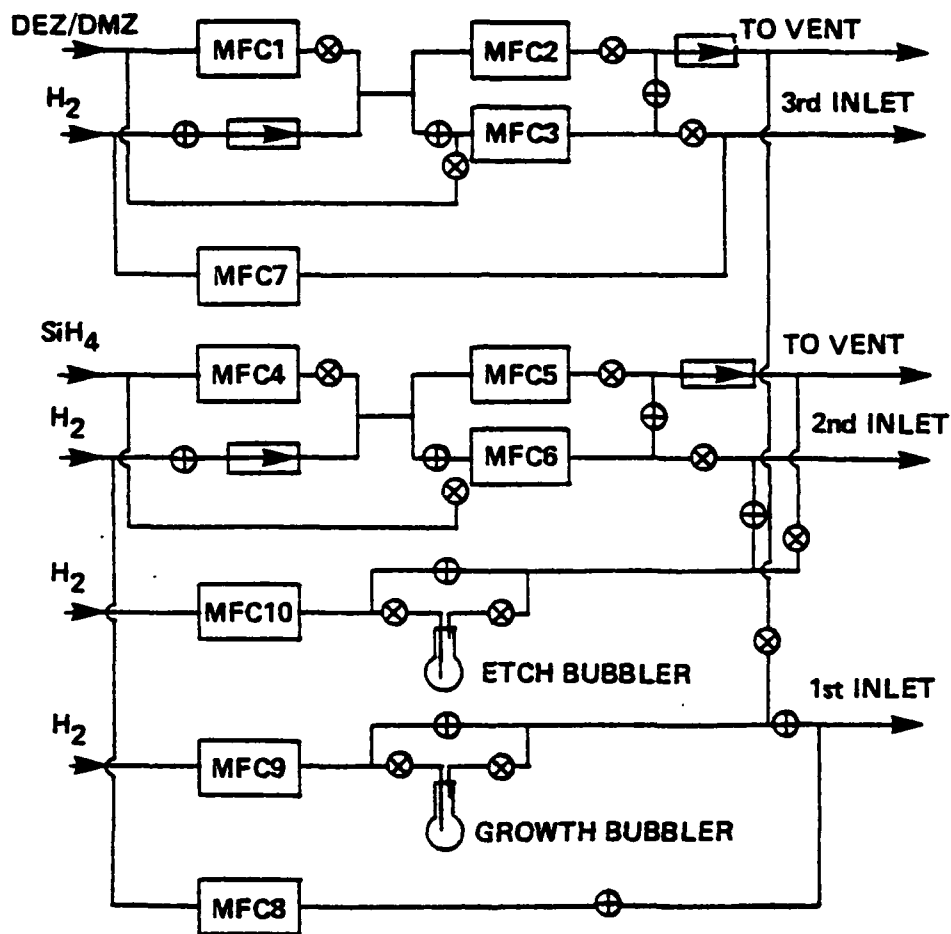 DEZ/DMZ
MFC1
MFC2
TO VENT
H2
MFC3
3rd INLET
MFC7
SiH4
MFC4
MFC5
TO VENT
H2
MFC6
2nd INLET
H2
MFC10
ETCH BUBBLER
1st INLET
H2
MFC9
GROWTH BUBBLER
MFC8